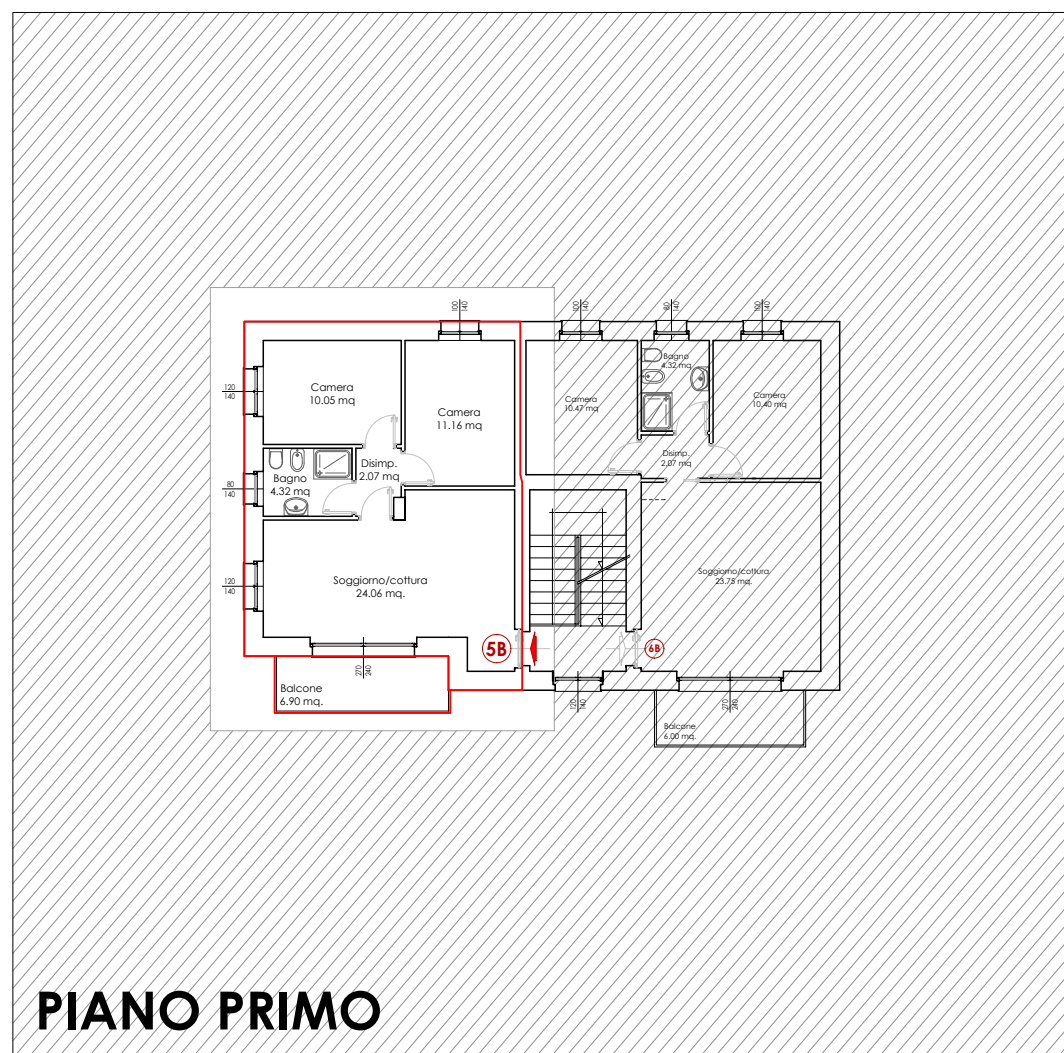 100
140
100
140
80
140
100
140
120
140
Camera
10.05 mq
Camera
11.16 mq
Disimp.
2.07 mq
Bagno
4.32 mq
80
140
120
140
Soggiorno/cottura
24.06 mq.
270
240
Balcone
6.90 mq.
5B
Camera
10.47 mq
Bagno
4.32 mq
Camera
10.40 mq
Disimp.
2.07 mq
Soggiorno/cottura
23.75 mq.
6B
120
140
270
240
Balcone
6.00 mq.
PIANO PRIMO